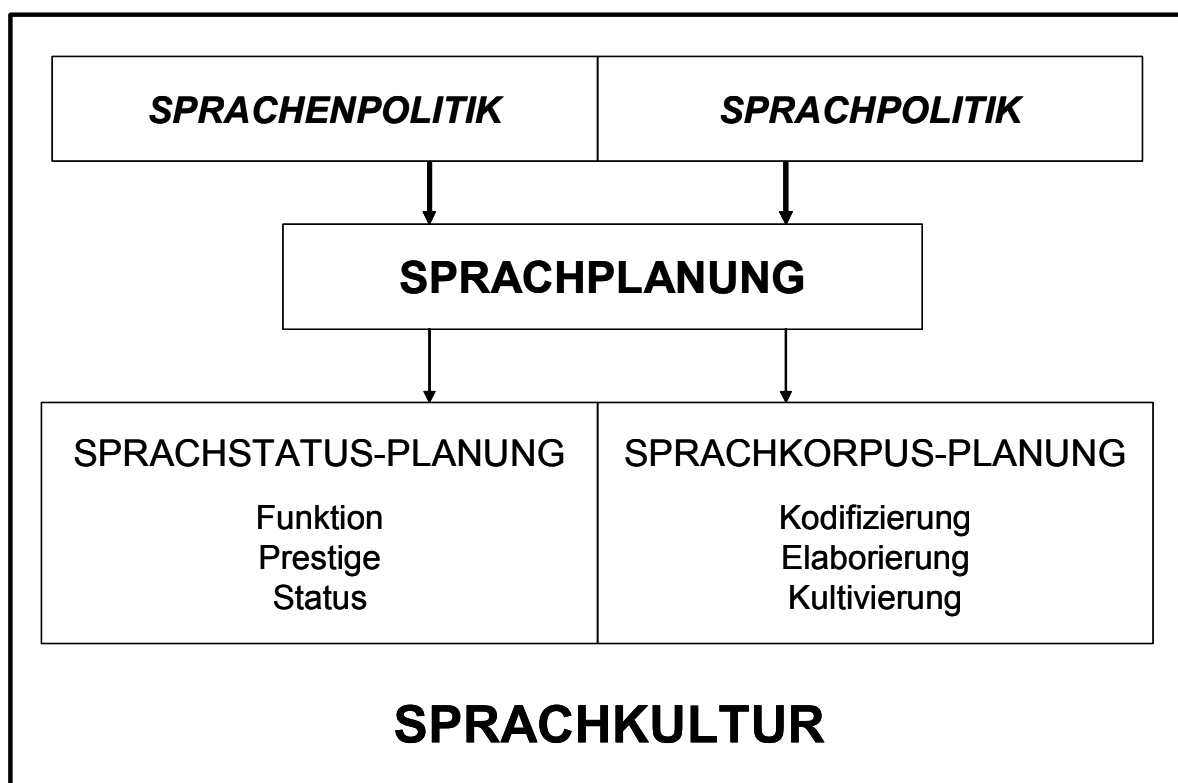 SPRACHENPOLITIK
SPRACHPOLITIK
SPRACHPLANUNG
SPRACHSTATUS-PLANUNG
Funktion
Prestige
Status
SPRACHKORPUS-PLANUNG
Kodifizierung
Elaborierung
Kultivierung
SPRACHKULTUR